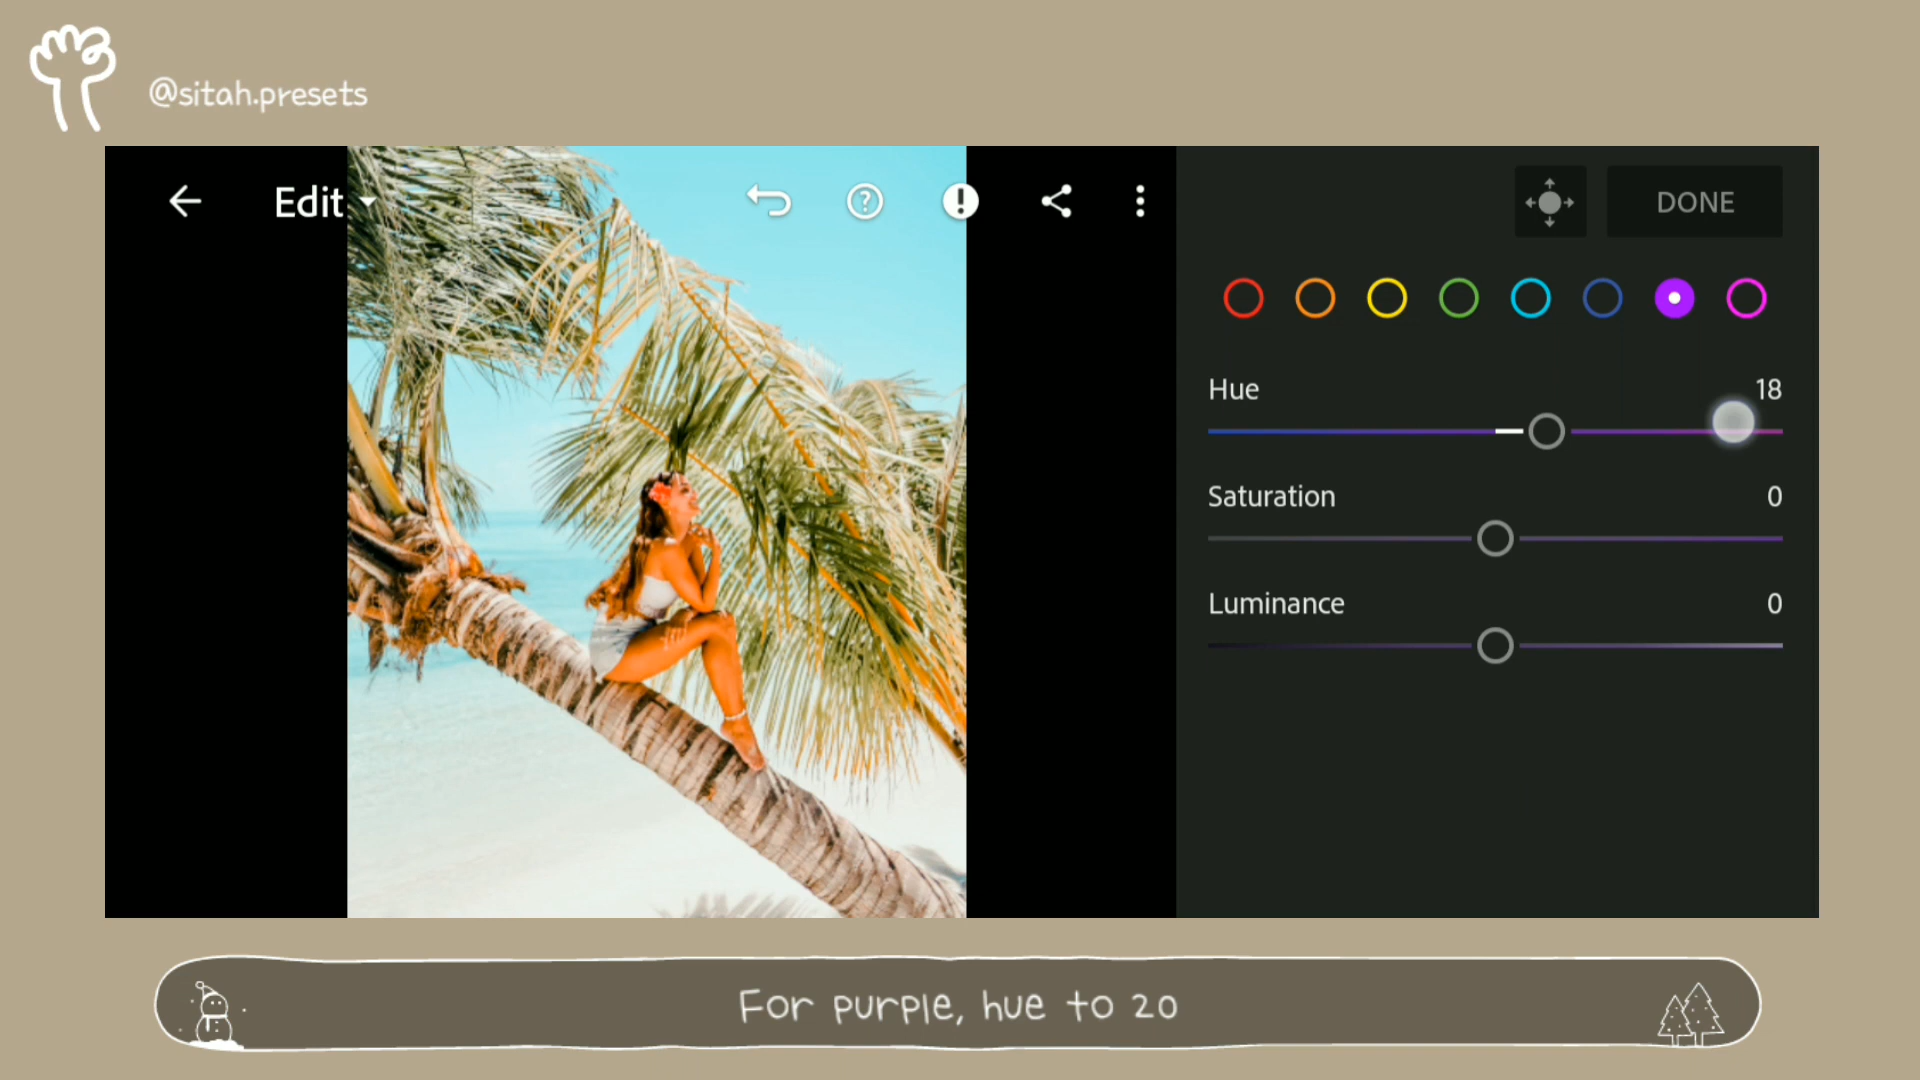 @sitah.presets
Edit
DONE
Hue 18
Saturation 0
Luminance 0
For purple, hue to 20